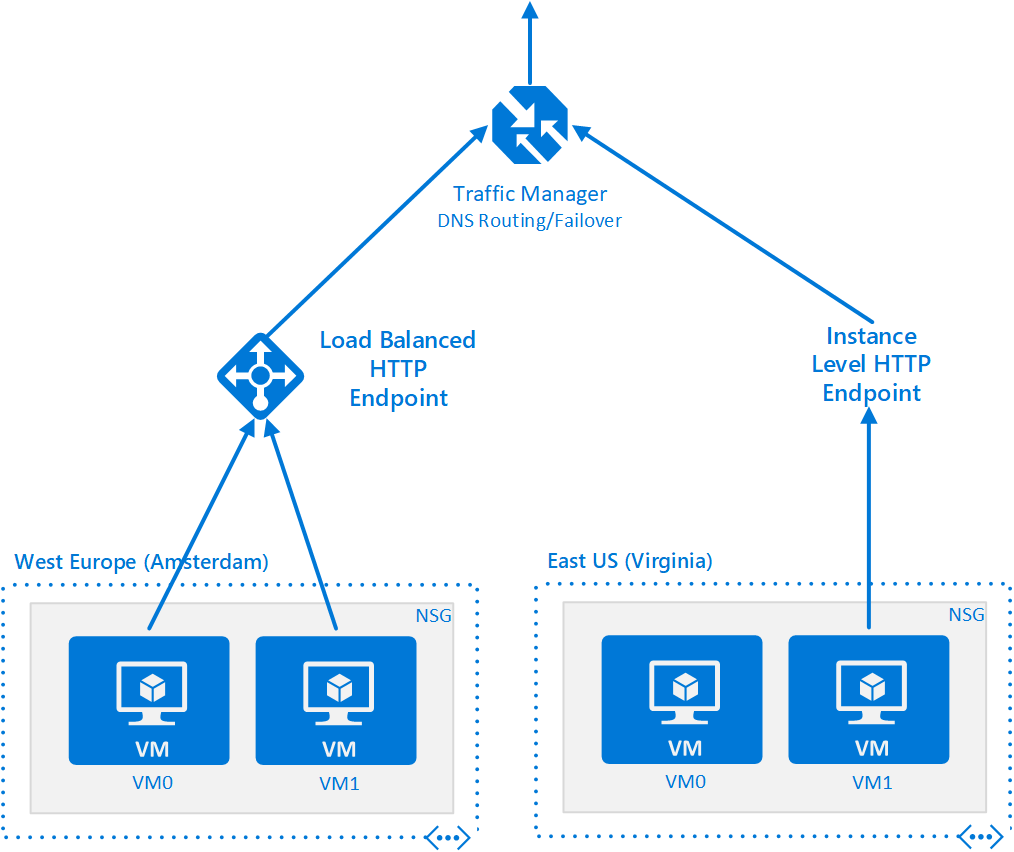 Traffic Manager
DNS Routing/Failover
Load Balanced
HTTP
Endpoint
Instance
Level HTTP
Endpoint
West Europe (Amsterdam)
NSG
VM
VM0
VM
VM1
East US (Virginia)
NSG
VM
VM0
VM
VM1